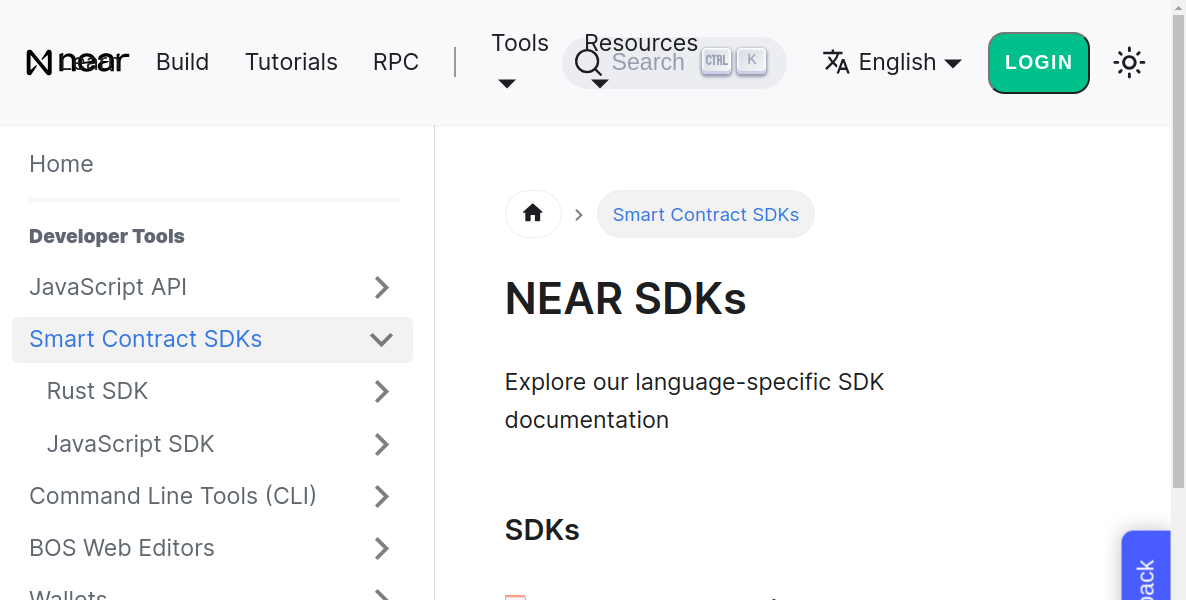 near
Learn
Build
Tutorials
RPC
Tools
Resources
Search
CTRL
K
English
LOGIN
Home
Developer Tools
JavaScript API
Smart Contract SDKs
Rust SDK
JavaScript SDK
Command Line Tools (CLI)
BOS Web Editors
Wallets
Smart Contract SDKs
NEAR SDKs
Explore our language-specific SDK
documentation
SDKs